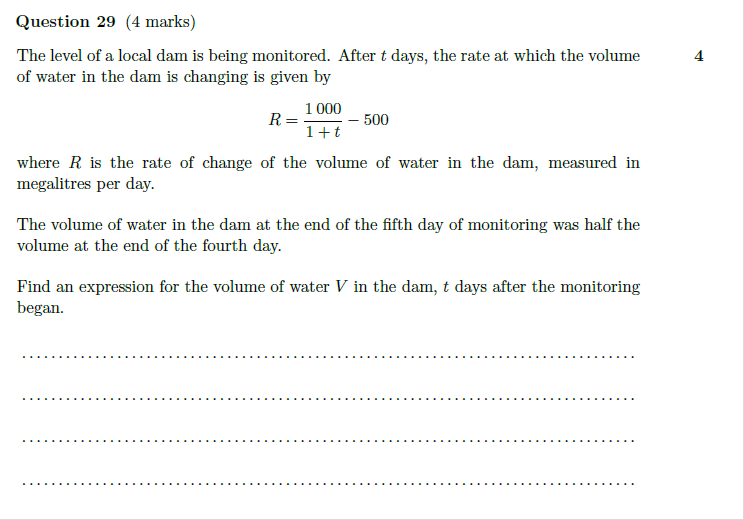 Question 29 (4 marks)
The level of a local dam is being monitored. After t days, the rate at which the volume 4
of water in the dam is changing is given by
R = 1 000 / 1 + t − 500
where R is the rate of change of the volume of water in the dam, measured in
megalitres per day.
The volume of water in the dam at the end of the fifth day of monitoring was half the
volume at the end of the fourth day.
Find an expression for the volume of water V in the dam, t days after the monitoring
began.